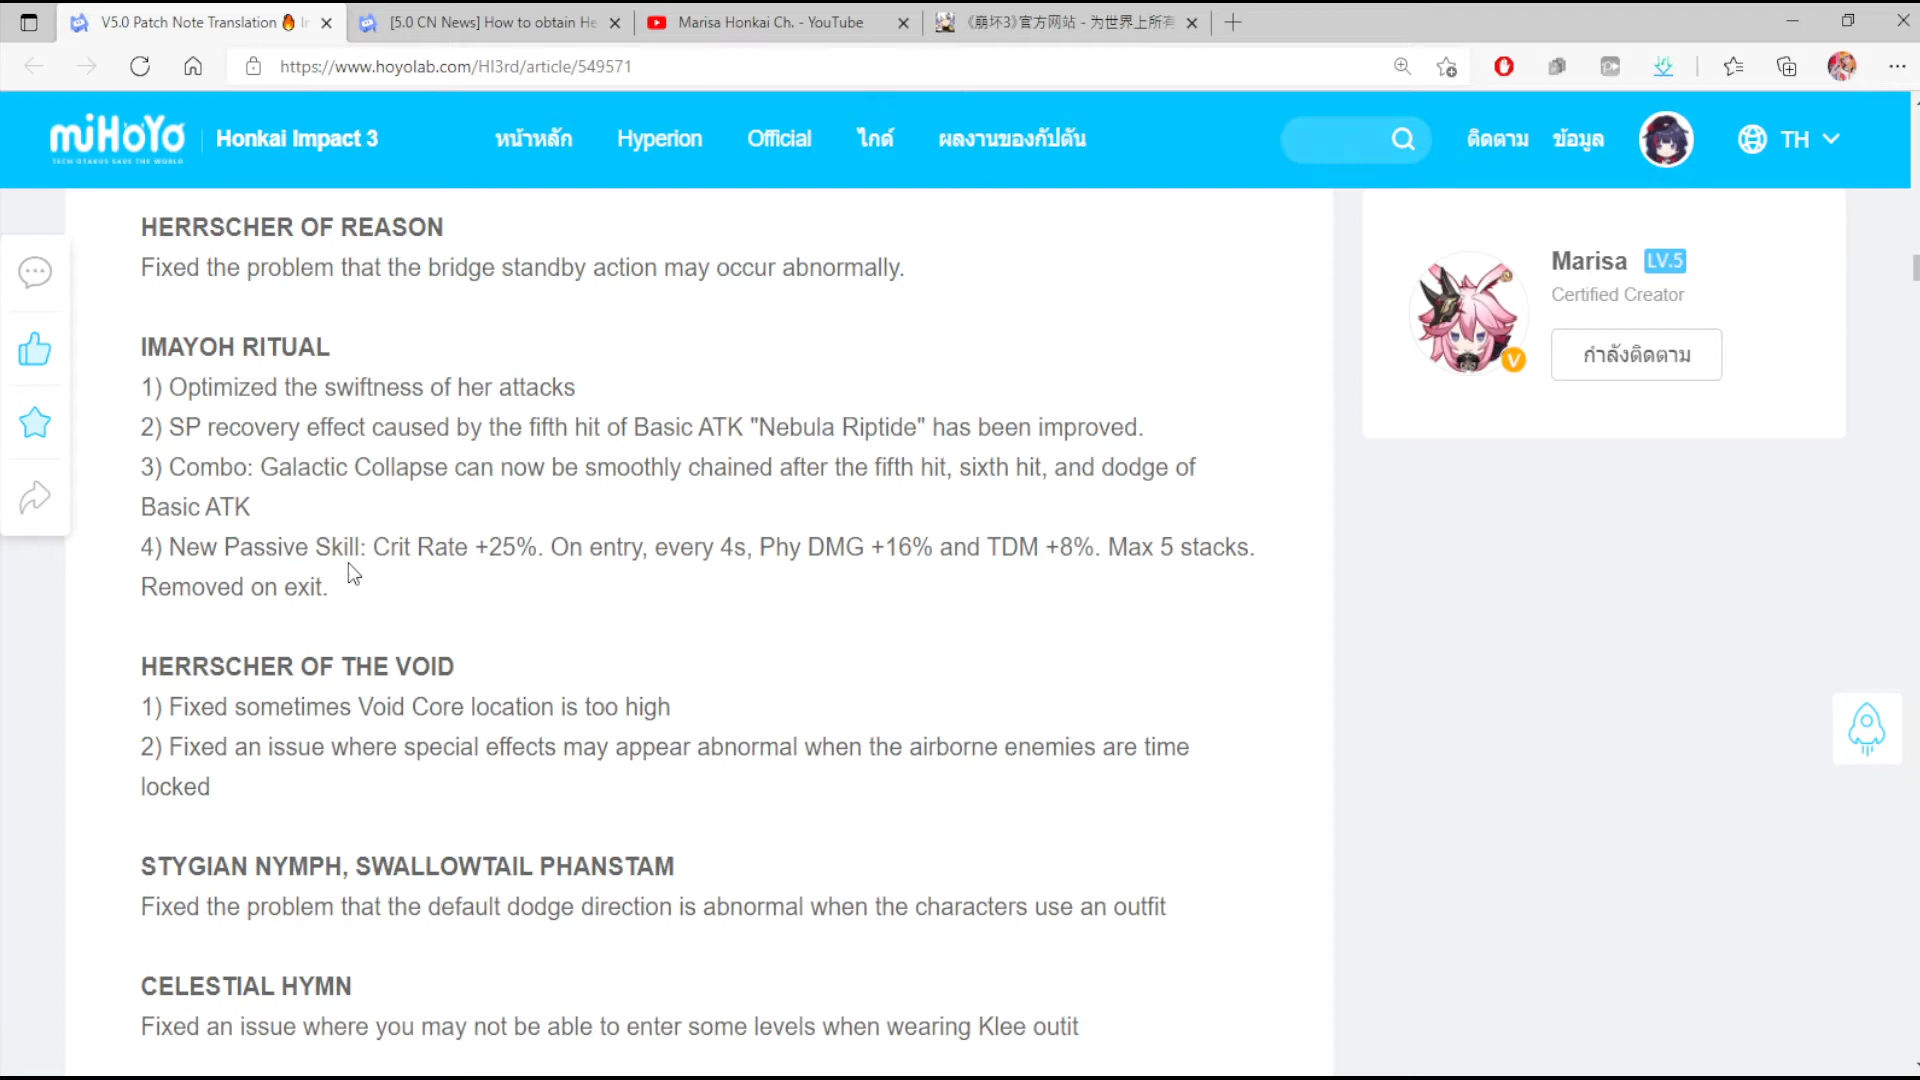 V5.0 Patch Note Translation🔥 Ir
[5.0 CN News] How to obtain He
Marisa Honkai Ch. - YouTube
《崩坏3》官方网站 - 为世界上所有
https://www.hoyolab.com/HI3rd/article/549571
miHoYo
TECH OTAKUS SAVE THE WORLD
Honkai Impact 3
หน้าหลัก
Hyperion
Official
ไกด์
ผลงานของกัปตัน
ติดตาม
ข้อมูล
TH
HERRSCHER OF REASON
Fixed the problem that the bridge standby action may occur abnormally.
IMAYOH RITUAL
1) Optimized the swiftness of her attacks
2) SP recovery effect caused by the fifth hit of Basic ATK "Nebula Riptide" has been improved.
3) Combo: Galactic Collapse can now be smoothly chained after the fifth hit, sixth hit, and dodge of
Basic ATK
4) New Passive Skill: Crit Rate +25%. On entry, every 4s, Phy DMG +16% and TDM +8%. Max 5 stacks.
Removed on exit.
HERRSCHER OF THE VOID
1) Fixed sometimes Void Core location is too high
2) Fixed an issue where special effects may appear abnormal when the airborne enemies are time
locked
STYGIAN NYMPH, SWALLOWTAIL PHANSTAM
Fixed the problem that the default dodge direction is abnormal when the characters use an outfit
CELESTIAL HYMN
Fixed an issue where you may not be able to enter some levels when wearing Klee outit
Marisa LV.5
Certified Creator
V
กำลังติดตาม